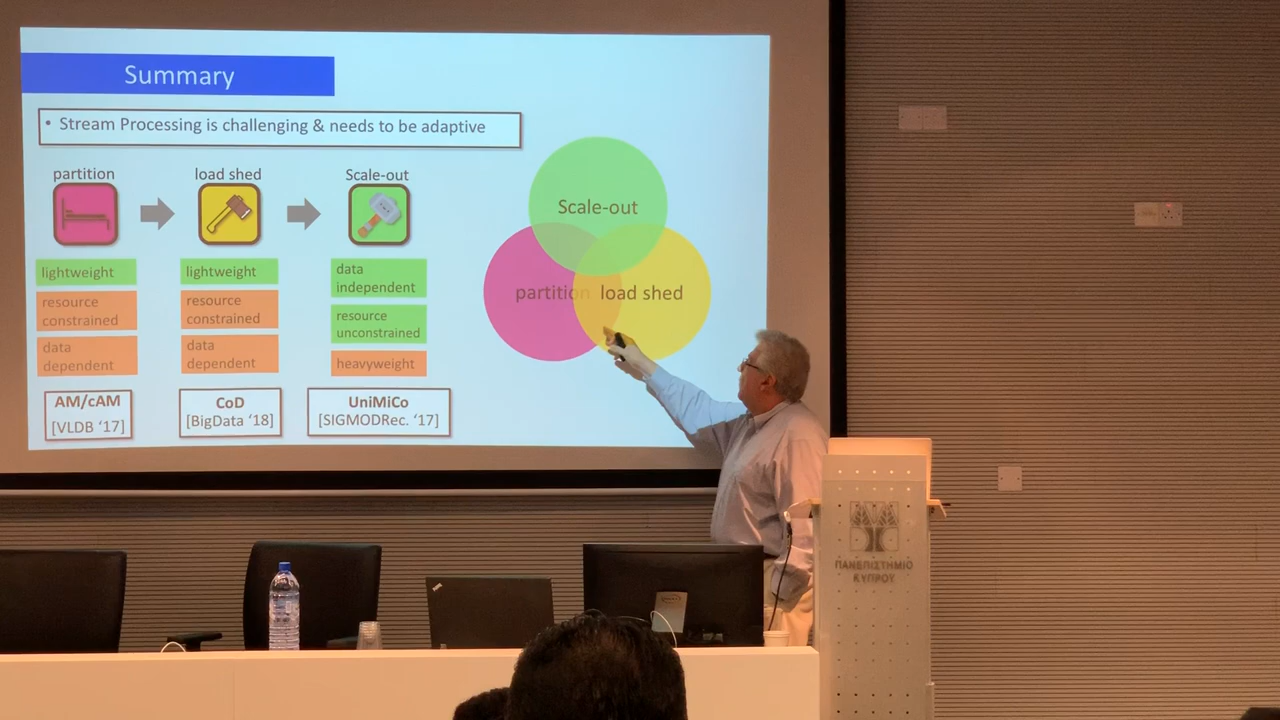 Summary
• Stream Processing is challenging & needs to be adaptive
partition
load shed
Scale-out
lightweight
resource
constrained
data
dependent
AM/cAM
[VLDB ‘17]
lightweight
resource
constrained
data
dependent
CoD
[BigData ‘18]
data
independent
resource
unconstrained
heavyweight
UniMiCo
[SIGMODRec. ‘17]
Scale-out
partition
load shed
ΠΑΝΕΠΙΣΤΗΜΙΟ
ΚΥΠΡΟΥ